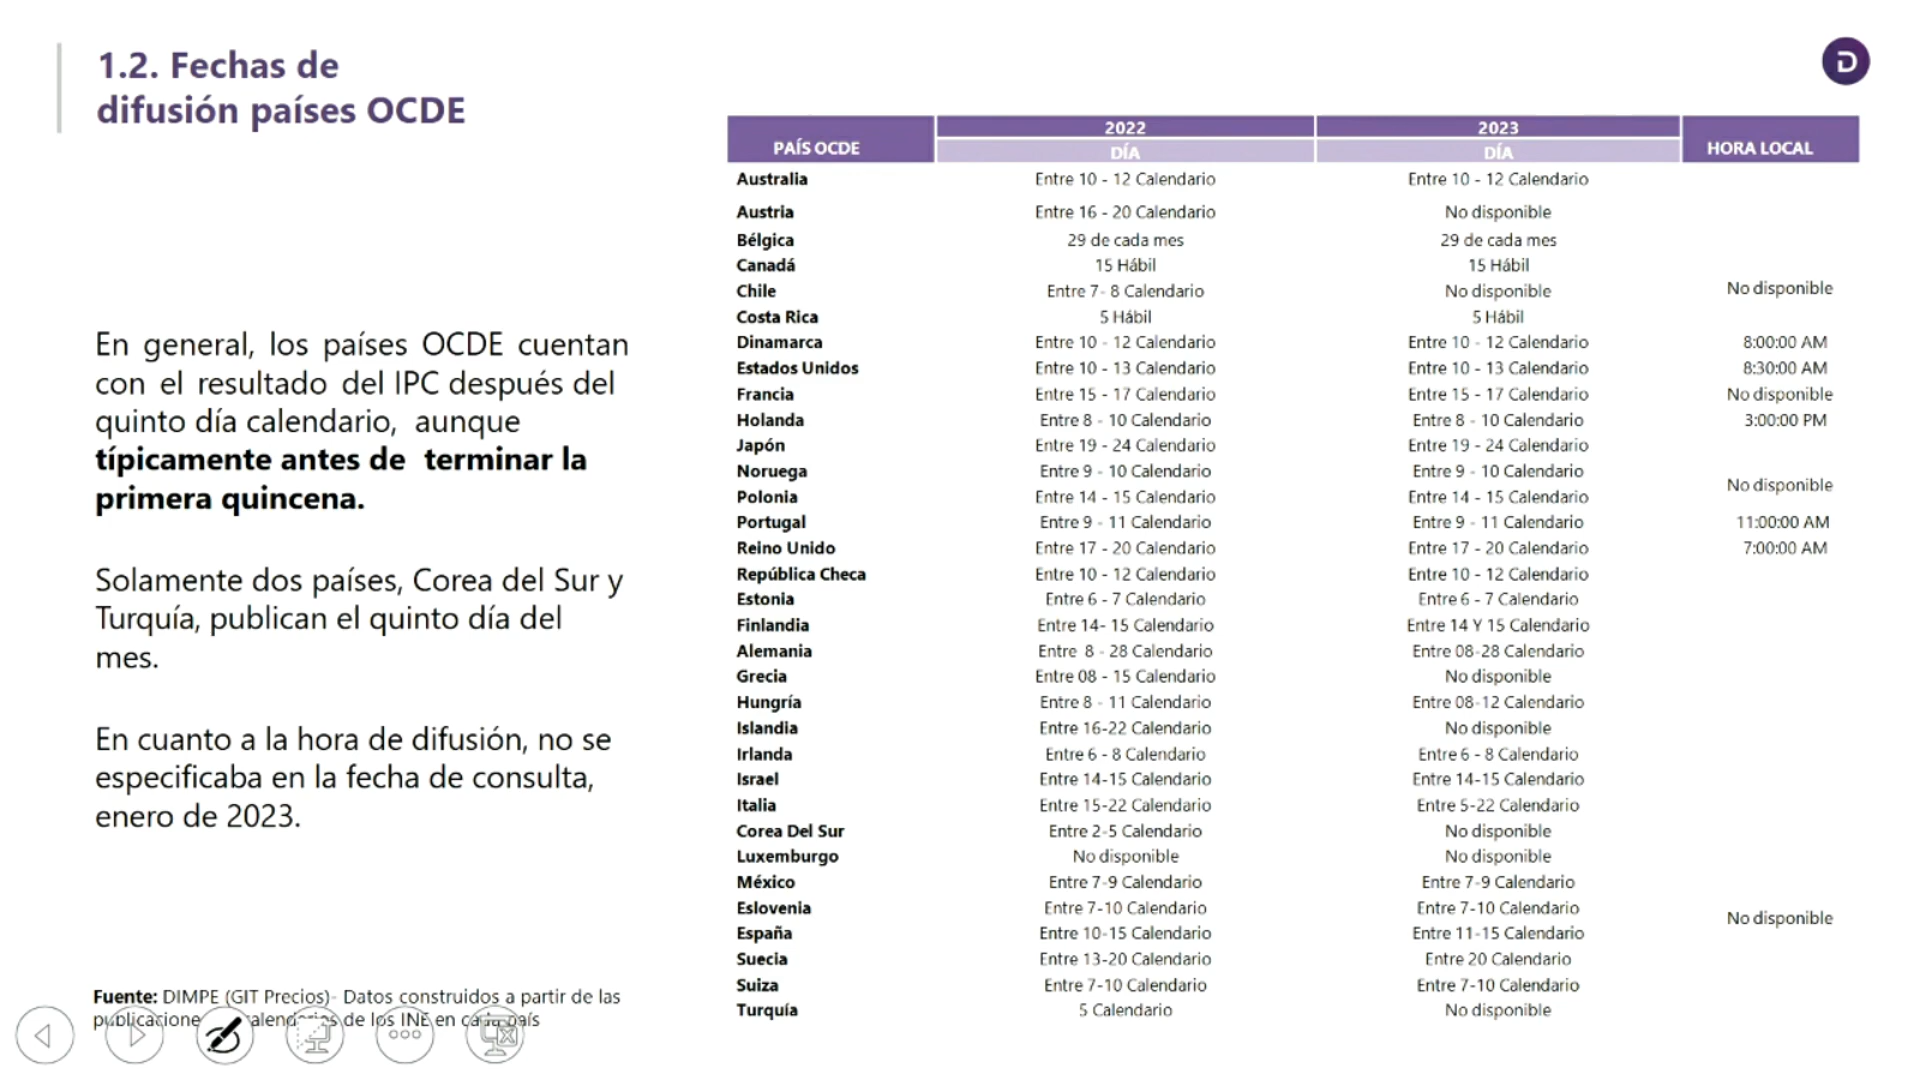 1.2. Fechas de
difusión países OCDE
D
En general, los países OCDE cuentan
con el resultado del IPC después del
quinto día calendario, aunque
típicamente antes de terminar la
primera quincena.
Solamente dos países, Corea del Sur y
Turquía, publican el quinto día del
mes.
En cuanto a la hora de difusión, no se
especificaba en la fecha de consulta,
enero de 2023.
Fuente: DIMPE (GIT Precios)- Datos construidos a partir de las
de los INE en cada país
PAÍS OCDE 2022 2023 HORA LOCAL
DÍA DÍA
Australia Entre 10 - 12 Calendario Entre 10 - 12 Calendario
Austria Entre 16 - 20 Calendario No disponible
Bélgica 29 de cada mes 29 de cada mes
Canadá 15 Hábil 15 Hábil
Chile Entre 7- 8 Calendario No disponible No disponible
Costa Rica 5 Hábil 5 Hábil
Dinamarca Entre 10 - 12 Calendario Entre 10 - 12 Calendario 8:00:00 AM
Estados Unidos Entre 10 - 13 Calendario Entre 10 - 13 Calendario 8:30:00 AM
Francia Entre 15 - 17 Calendario Entre 15 - 17 Calendario No disponible
Holanda Entre 8 - 10 Calendario Entre 8 - 10 Calendario 3:00:00 PM
Japón Entre 19 - 24 Calendario Entre 19 - 24 Calendario
Noruega Entre 9 - 10 Calendario Entre 9 - 10 Calendario
No disponible
Polonia Entre 14 - 15 Calendario Entre 14 - 15 Calendario
Portugal Entre 9 - 11 Calendario Entre 9 - 11 Calendario 11:00:00 AM
Reino Unido Entre 17 - 20 Calendario Entre 17 - 20 Calendario 7:00:00 AM
República Checa Entre 10 - 12 Calendario Entre 10 - 12 Calendario
Estonia Entre 6 - 7 Calendario Entre 6 - 7 Calendario
Finlandia Entre 14- 15 Calendario Entre 14 Y 15 Calendario
Alemania Entre 8 - 28 Calendario Entre 08-28 Calendario
Grecia Entre 08 - 15 Calendario No disponible
Hungría Entre 8 - 11 Calendario Entre 08-12 Calendario
Islandia Entre 16-22 Calendario No disponible
Irlanda Entre 6 - 8 Calendario Entre 6 - 8 Calendario
Israel Entre 14-15 Calendario Entre 14-15 Calendario
Italia Entre 15-22 Calendario Entre 5-22 Calendario
Corea Del Sur Entre 2-5 Calendario No disponible
Luxemburgo No disponible No disponible
México Entre 7-9 Calendario Entre 7-9 Calendario
Eslovenia Entre 7-10 Calendario Entre 7-10 Calendario
No disponible
España Entre 10-15 Calendario Entre 11-15 Calendario
Suecia Entre 13-20 Calendario Entre 20 Calendario
Suiza Entre 7-10 Calendario Entre 7-10 Calendario
Turquía 5 Calendario No disponible